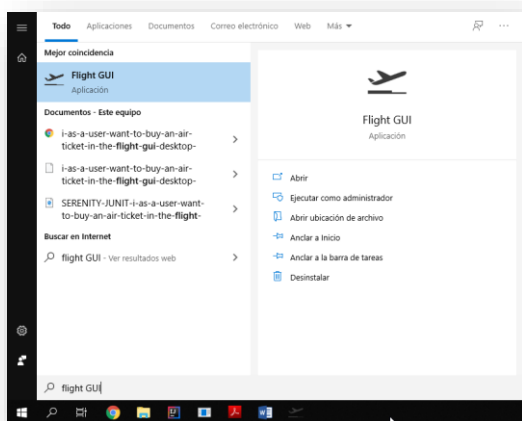 Todo Aplicaciones Documentos Correo electrónico Web Más
Mejor coincidencia
Flight GUI
Aplicación
Documentos - Este equipo
i-as-a-user-want-to-buy-an-air-
ticket-in-the-flight-gui-desktop-
i-as-a-user-want-to-buy-an-air-
ticket-in-the-flight-gui-desktop-
SERENITY-JUNIT-i-as-a-user-want-
to-buy-an-air-ticket-in-the-flight-
Buscar en Internet
flight GUI - Ver resultados web
Flight GUI
Aplicación
Abrir
Ejecutar como administrador
Abrir ubicación de archivo
Anclar a Inicio
Anclar a la barra de tareas
Desinstalar
flight GUI